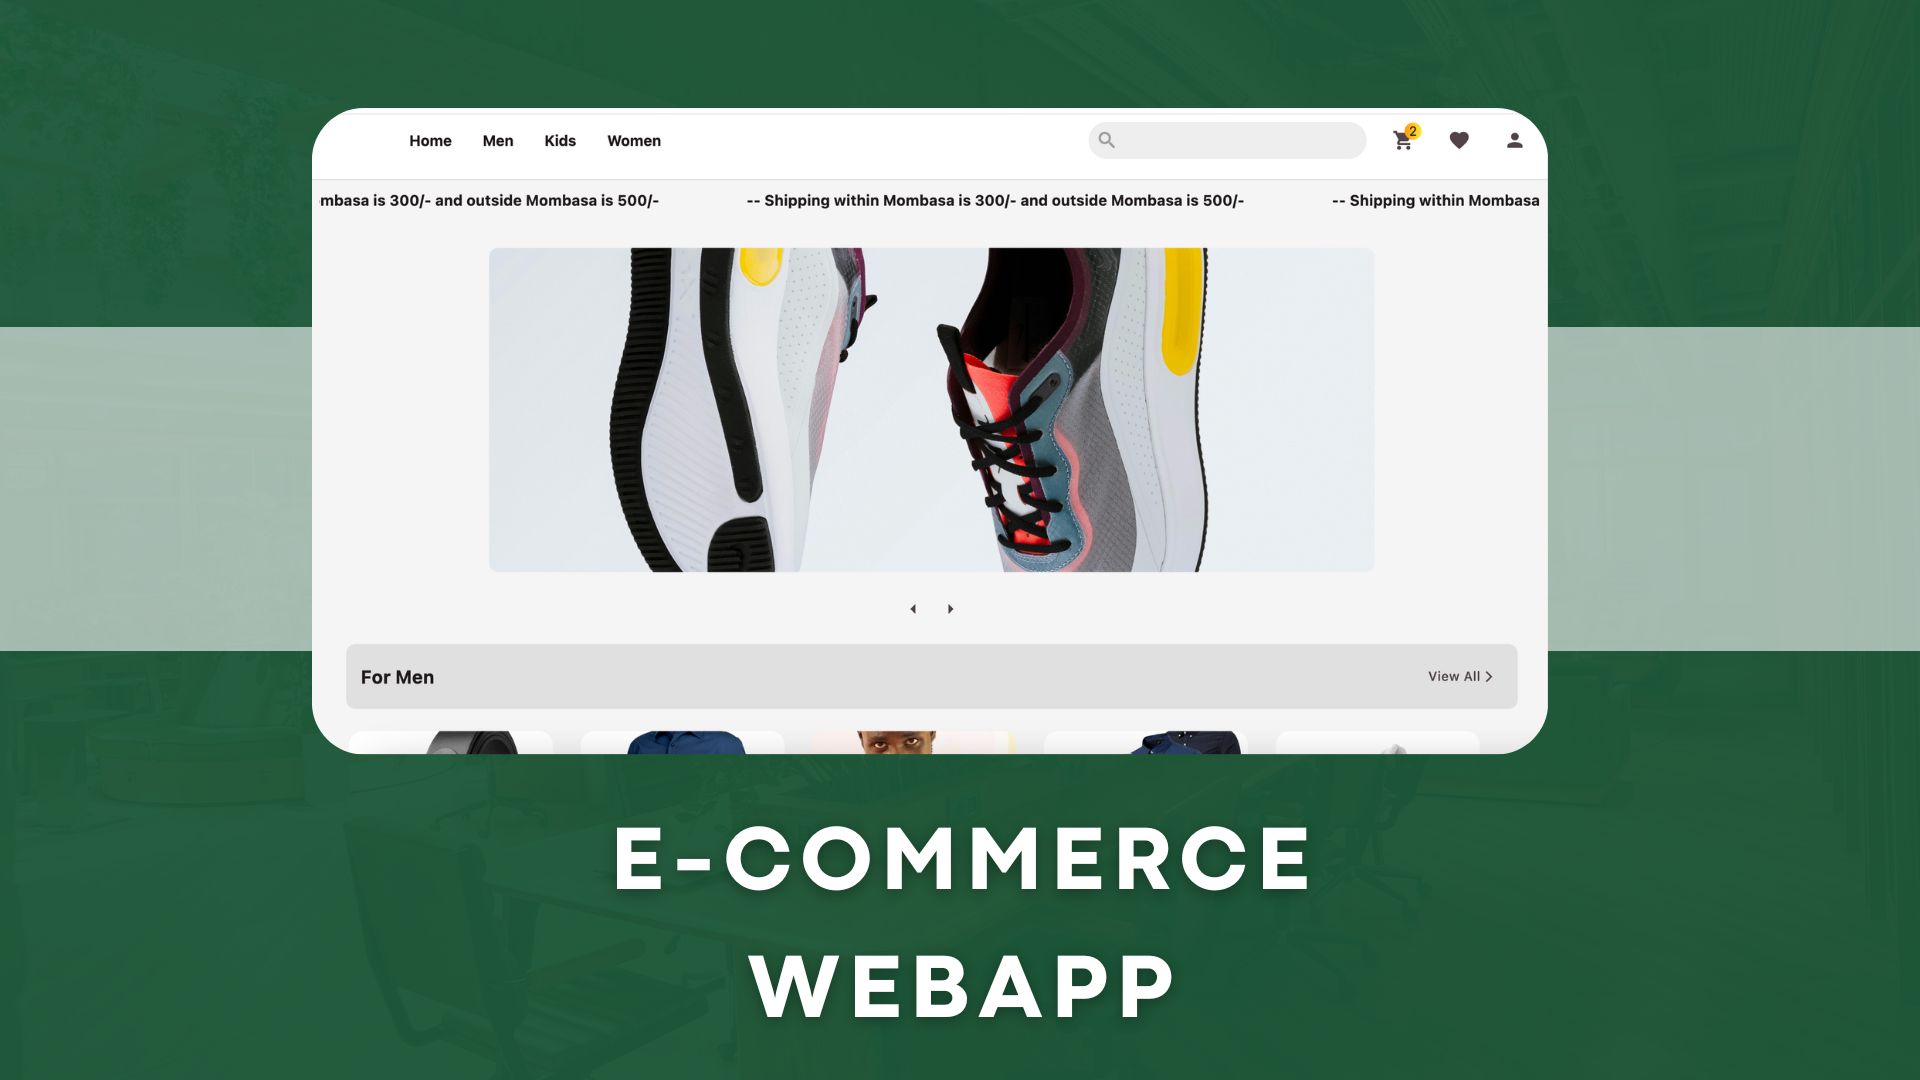 Home Men Kids Women 2
mbasa is 300/- and outside Mombasa is 500/- -- Shipping within Mombasa is 300/- and outside Mombasa is 500/- -- Shipping within Mombasa
For Men View All
E-COMMERCE
WEBAPP